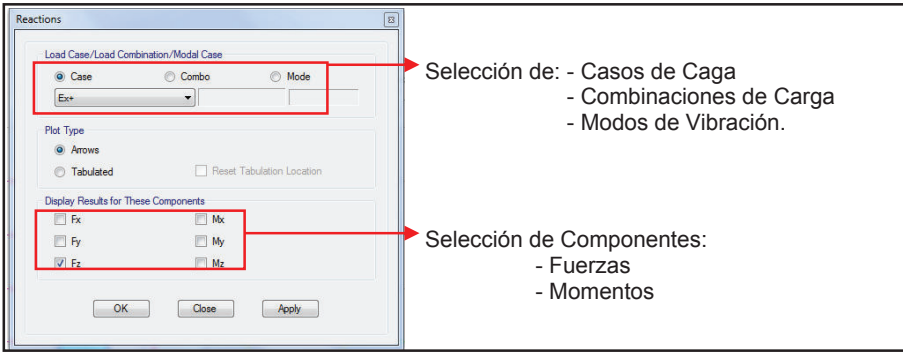 Reactions
Load Case/Load Combination/Modal Case
Case Combo Mode
Ex+
Plot Type
Arrows
Tabulated Reset Tabulation Location
Display Results for These Components
Fx Mx
Fy My
Fz Mz
OK Close Apply
Selección de: - Casos de Caga
- Combinaciones de Carga
- Modos de Vibración.
Selección de Componentes:
- Fuerzas
- Momentos